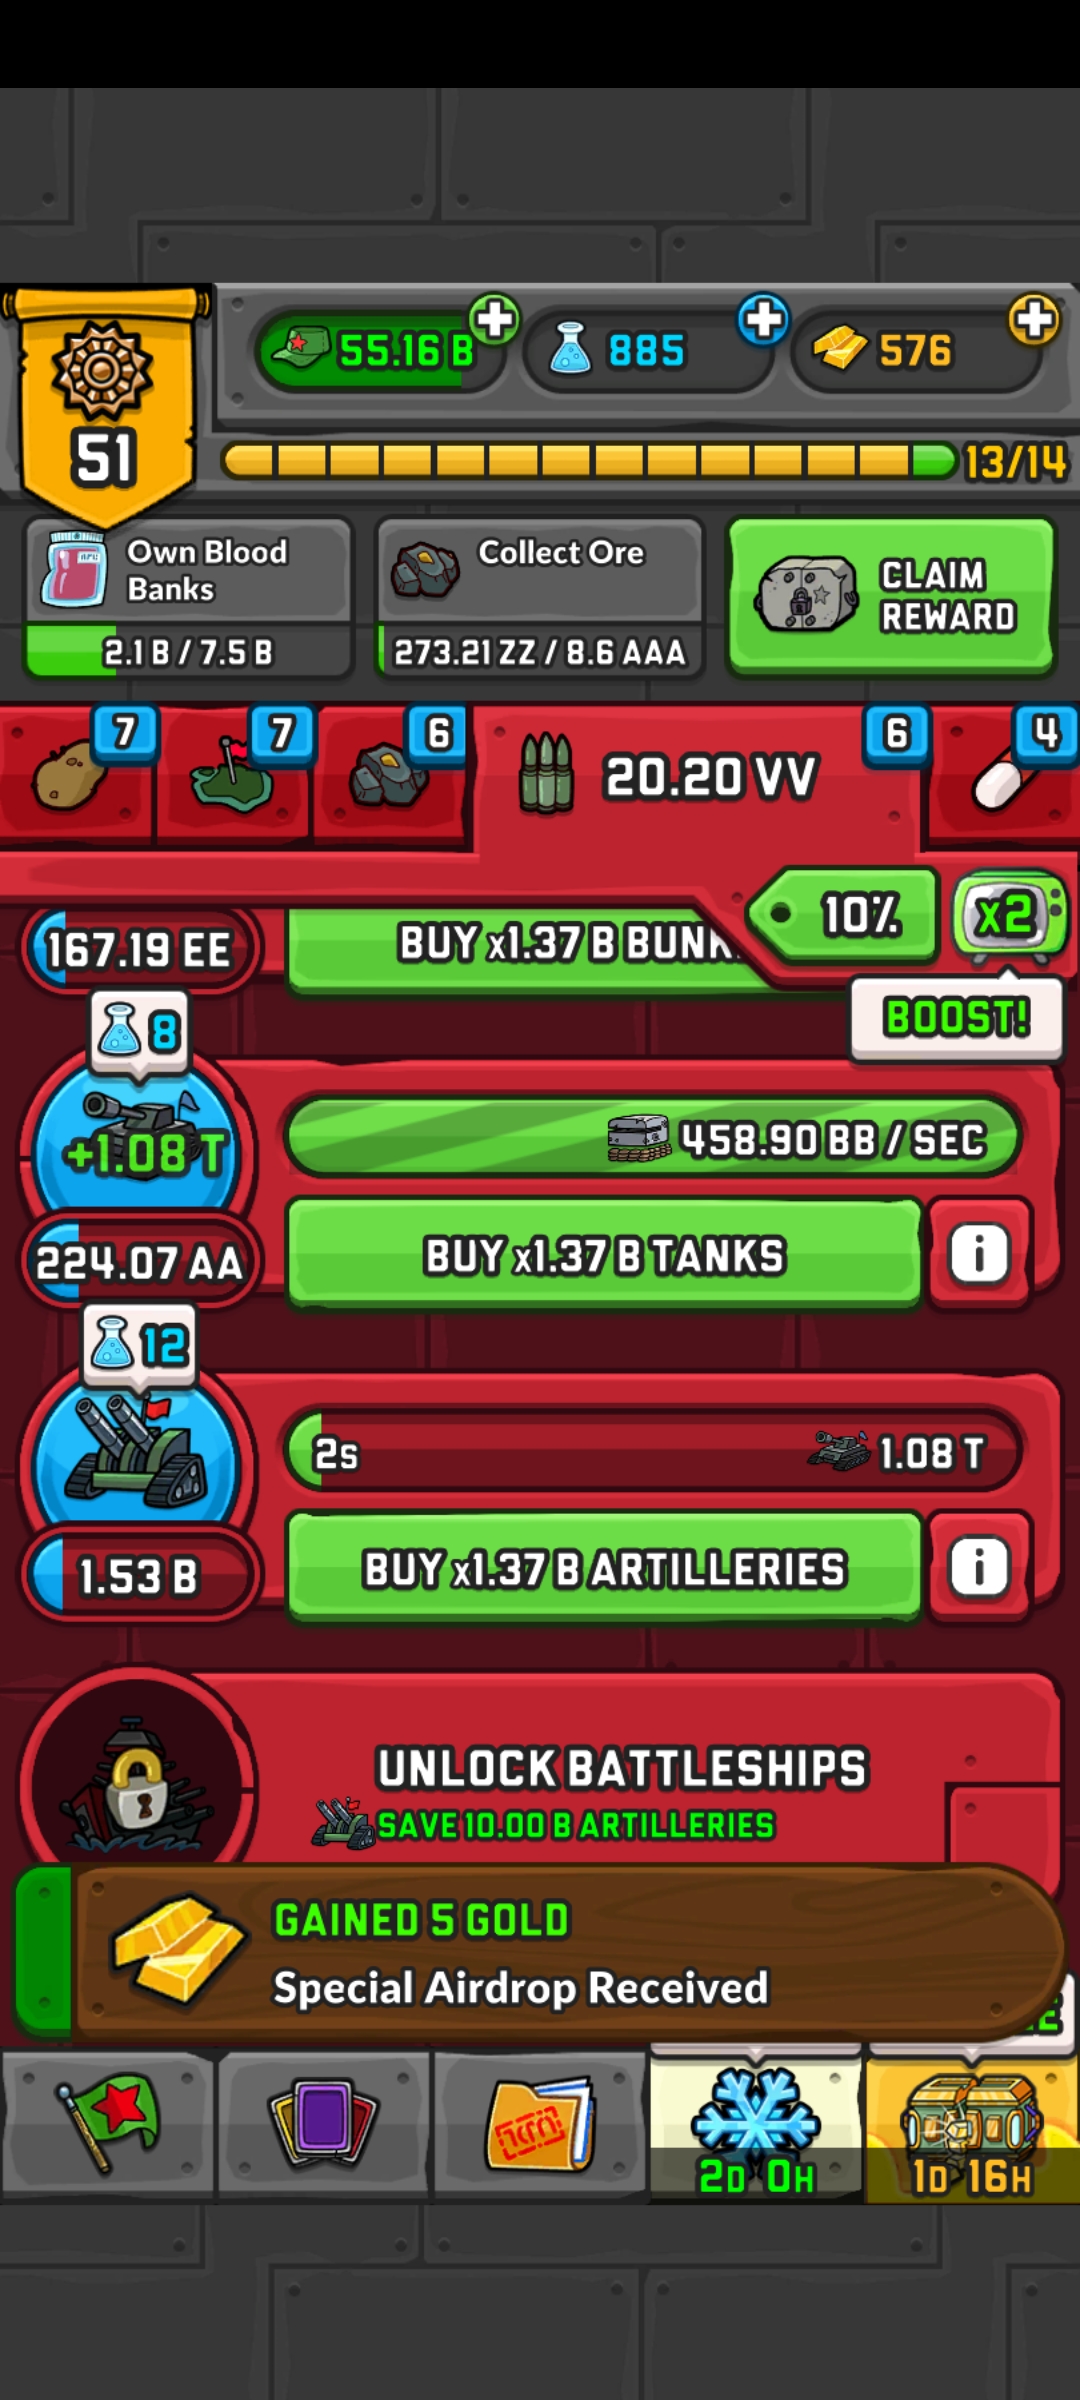 55.16 B
885
576
51
13/14
Own Blood
Banks
2.1 B / 7.5 B
Collect Ore
273.21 ZZ / 8.6 AAA
CLAIM
REWARD
7
7
6
20.20 VV
6
4
10%
x2
BOOST!
167.19 EE
BUY x1.37 B
8
+1.08 T
458.90 BB / SEC
224.07 AA
BUY x1.37 B TANKS
i
12
2s
1.08 T
1.53 B
BUY x1.37 B ARTILLERIES
i
UNLOCK BATTLESHIPS
SAVE 10.00 B ARTILLERIES
GAINED 5 GOLD
Special Airdrop Received
2D 0H
1D 16H